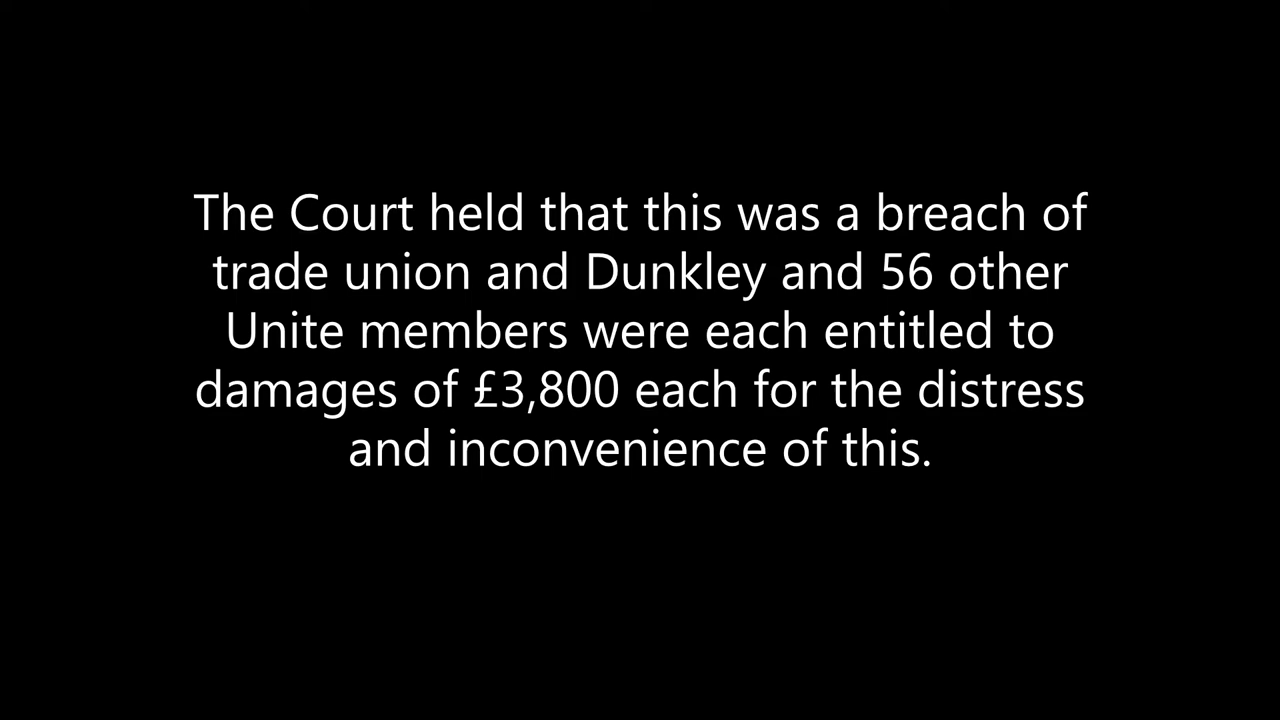 The Court held that this was a breach of
trade union and Dunkley and 56 other
Unite members were each entitled to
damages of £3,800 each for the distress
and inconvenience of this.